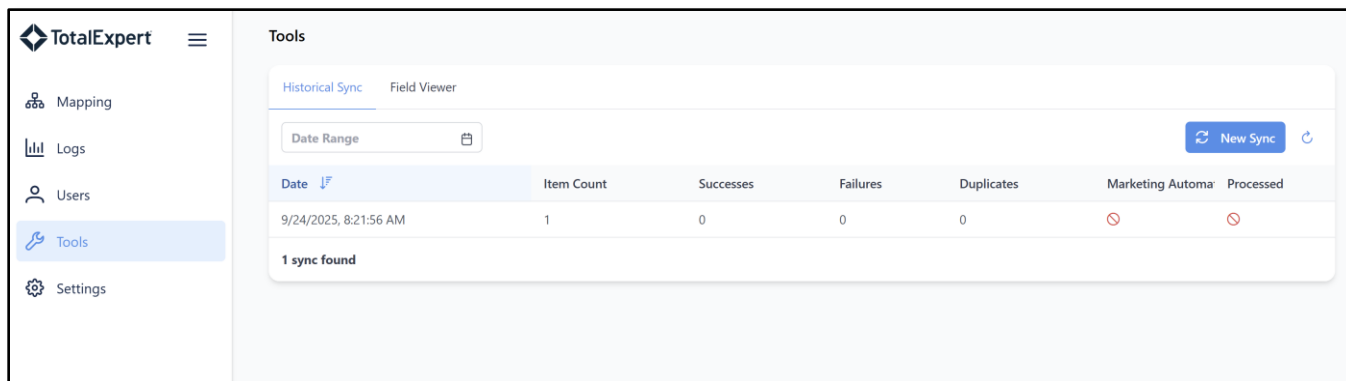 TotalExpert
Mapping
Logs
Users
Tools
Settings
Tools
Historical Sync Field Viewer
Date Range
New Sync
Date Item Count Successes Failures Duplicates Marketing Automa Processed
9/24/2025, 8:21:56 AM 1 0 0 0
1 sync found